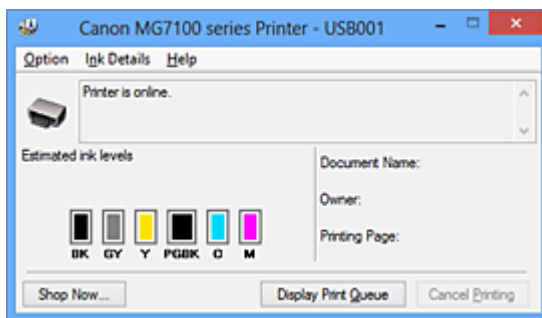 Canon MG7100 series Printer - USB001
Option Ink Details Help
Printer is online.
Estimated ink levels
Document Name:
Owner:
Printing Page:
BK GY Y PGBK C M
Shop Now... Display Print Queue Cancel Printing